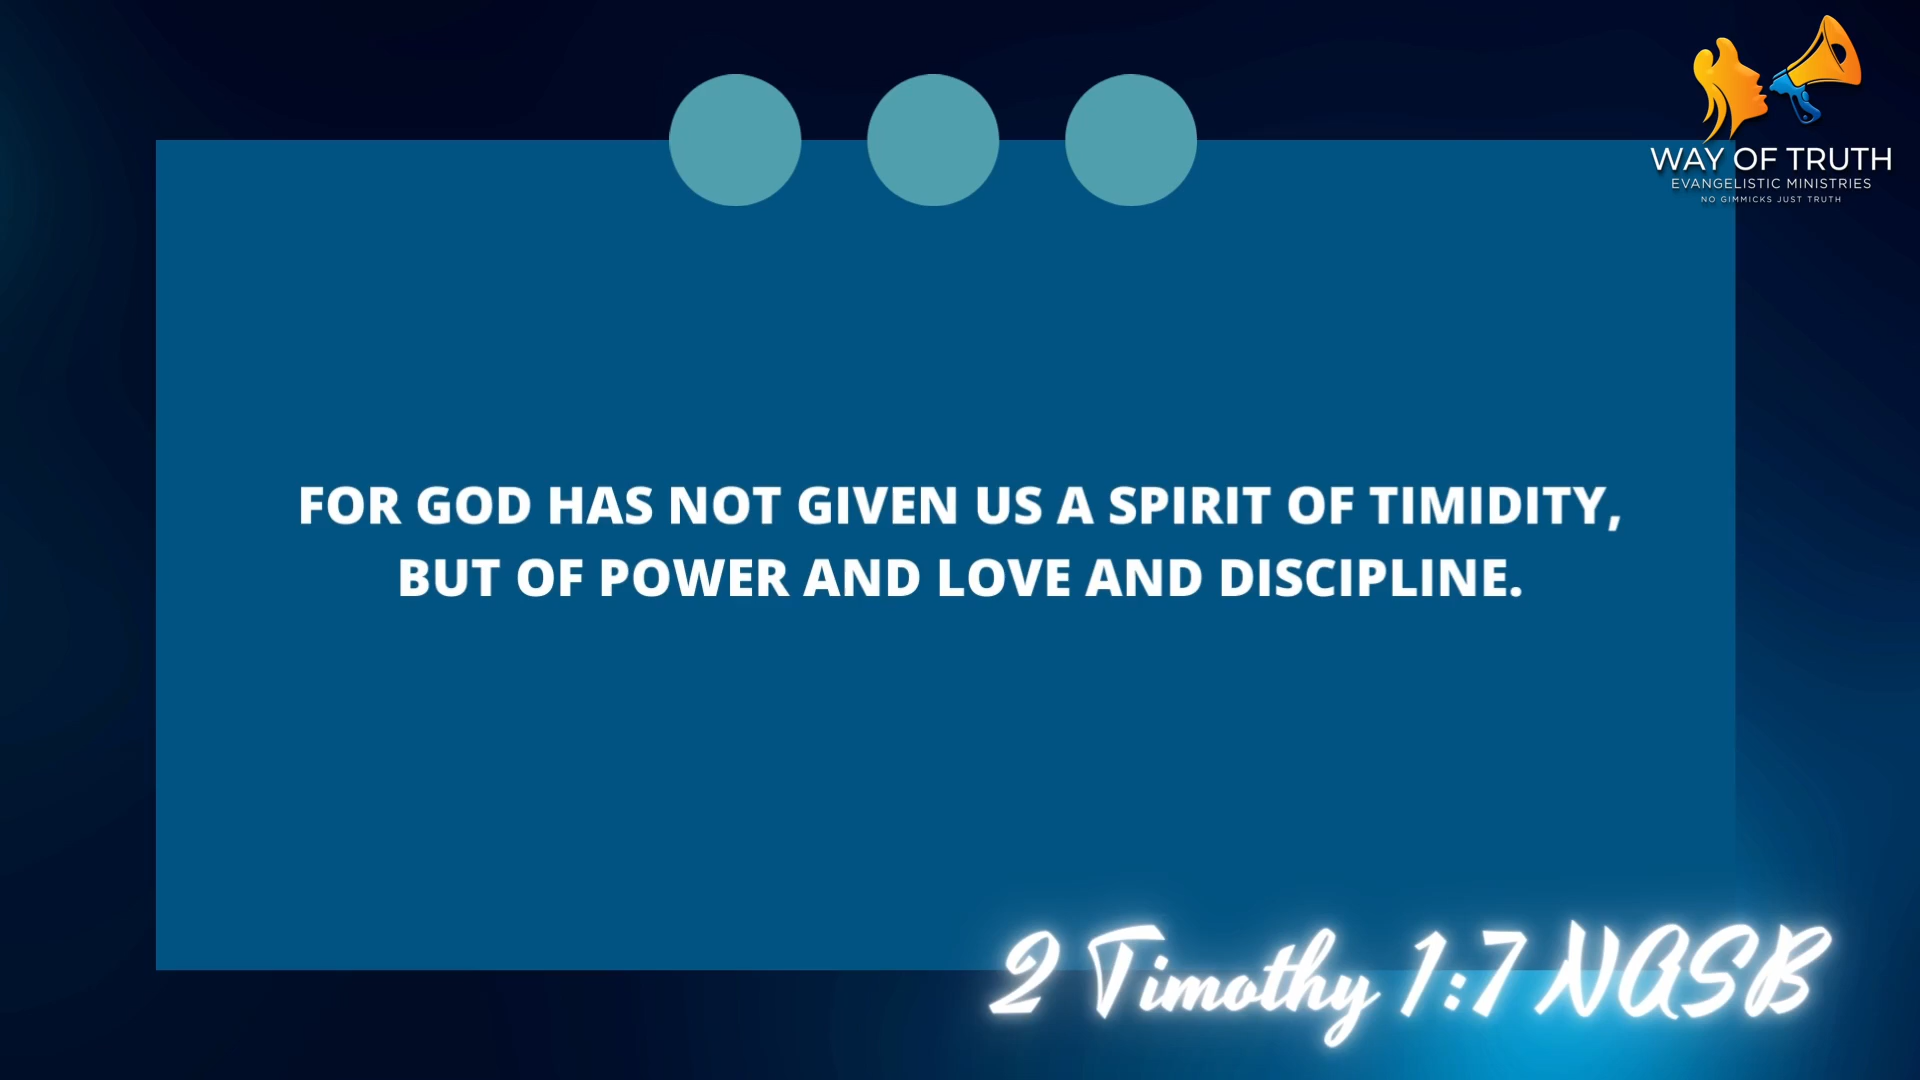 WAY OF TRUTH
EVANGELISTIC MINISTRIES
NO GIMMICKS JUST TRUTH
FOR GOD HAS NOT GIVEN US A SPIRIT OF TIMIDITY,
BUT OF POWER AND LOVE AND DISCIPLINE.
2 Timothy 1:7 NASB